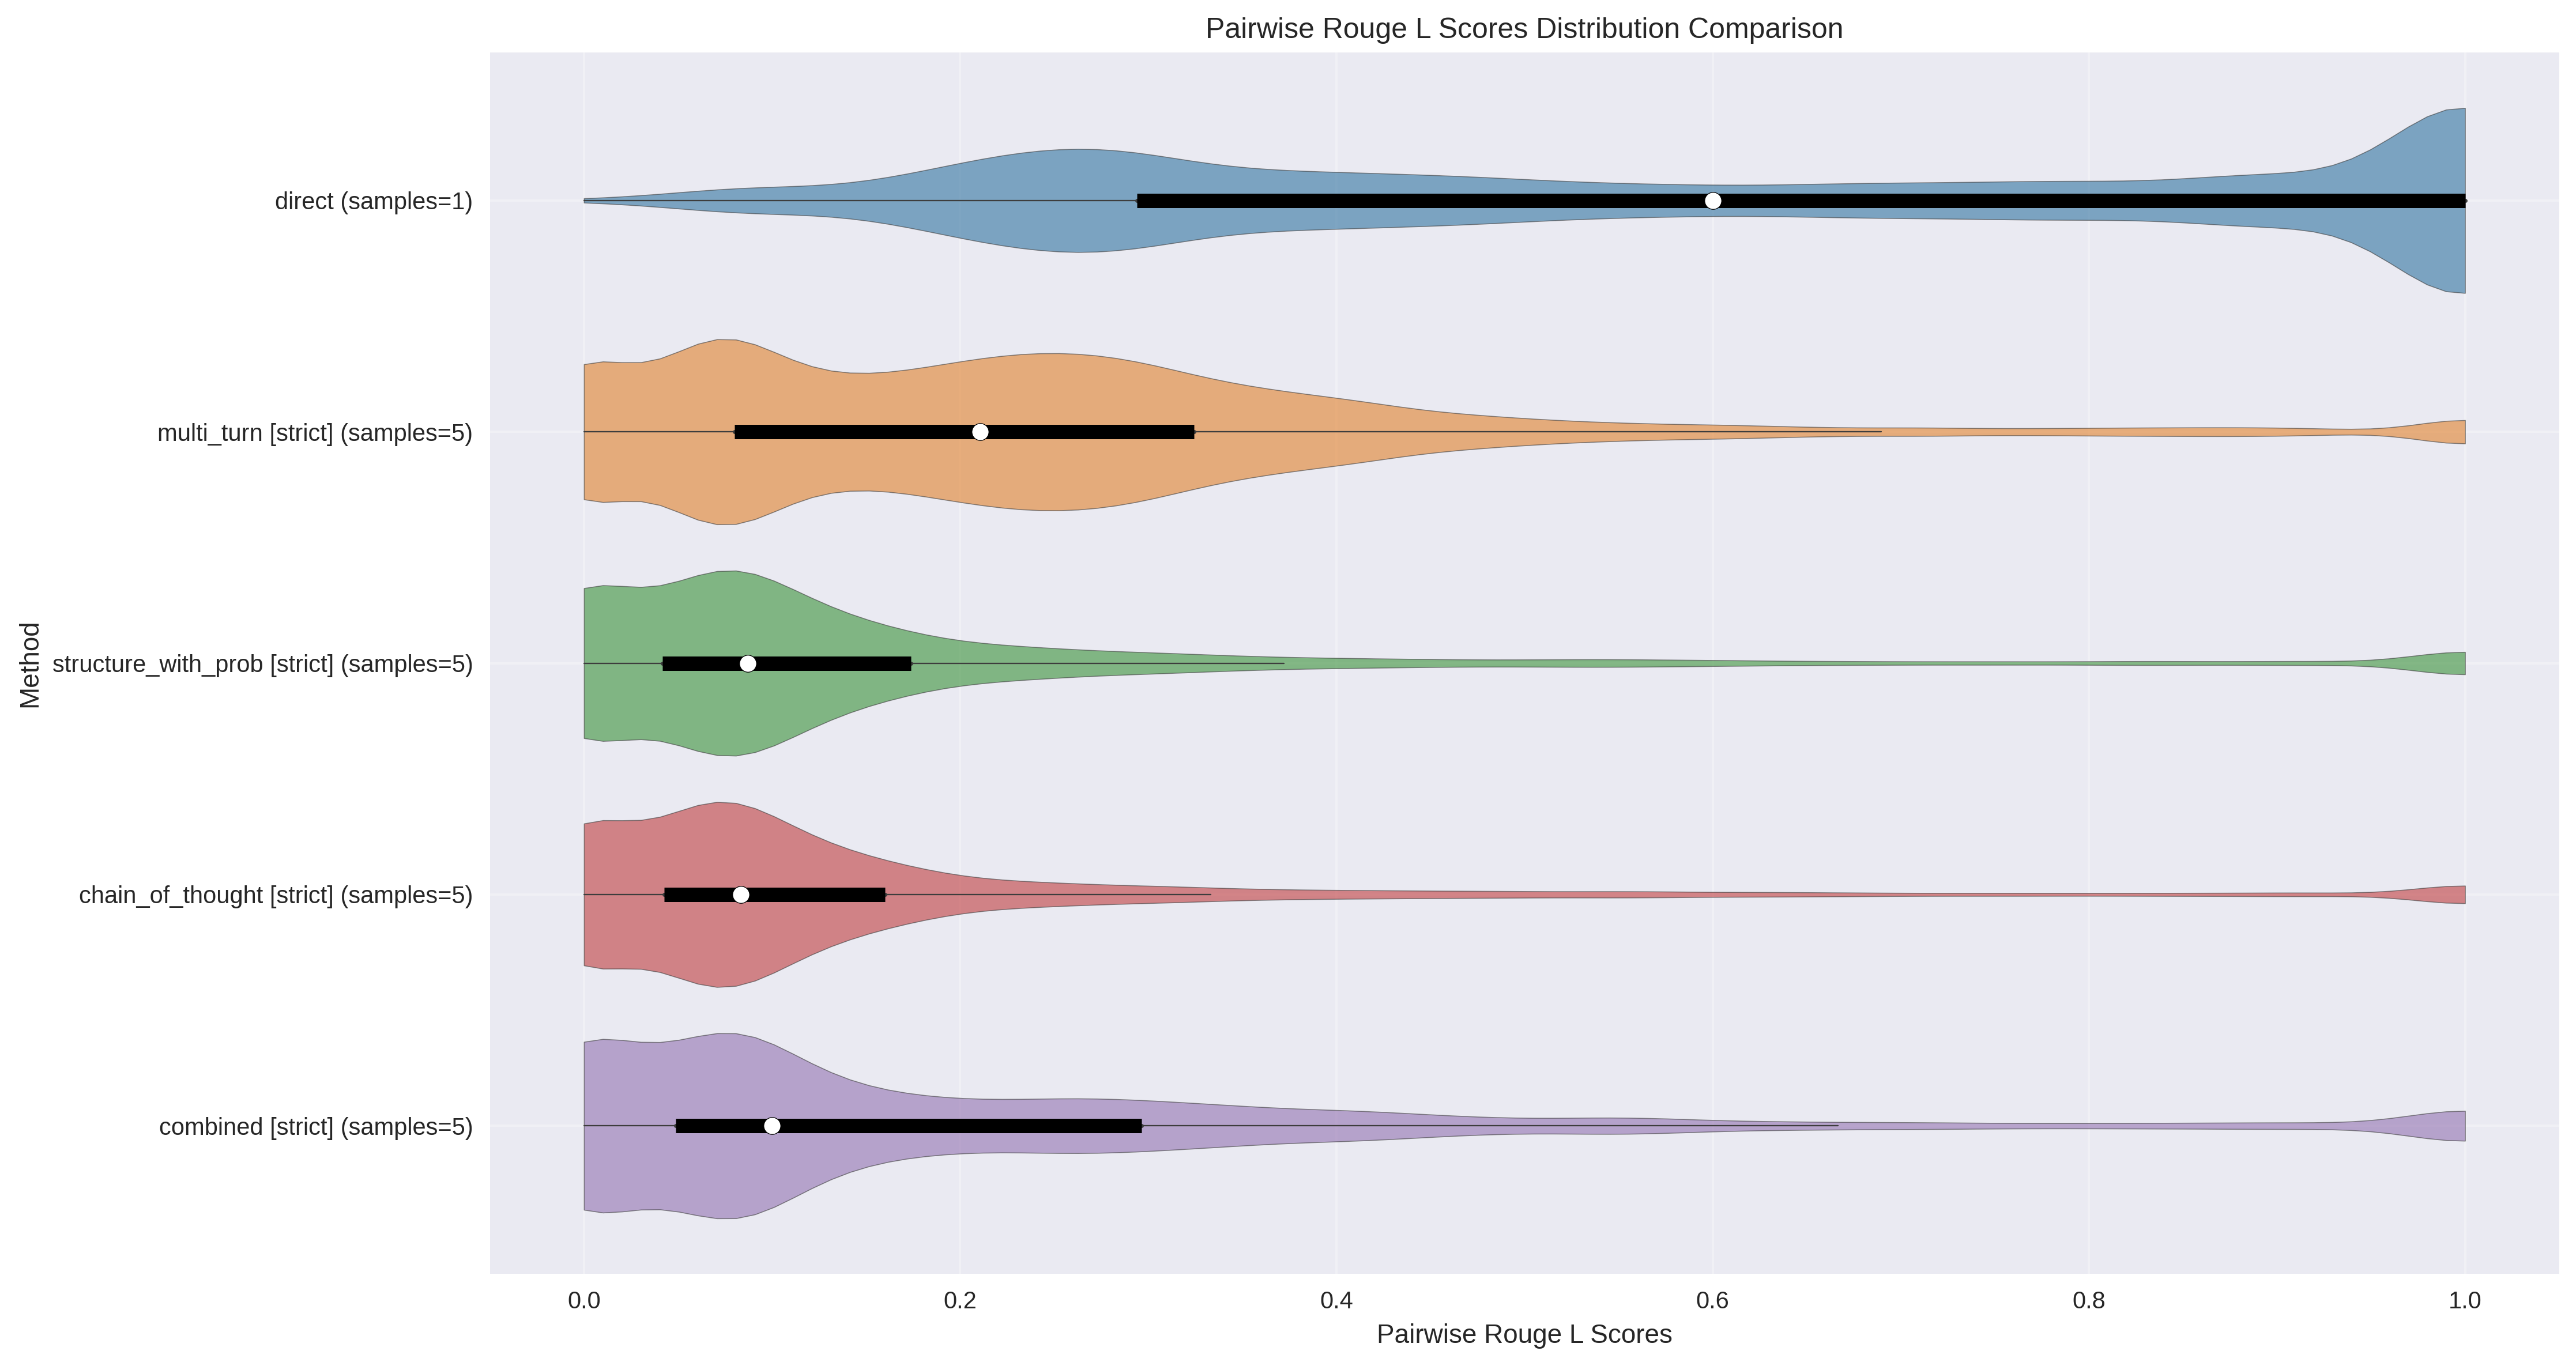 Pairwise Rouge L Scores Distribution Comparison
direct (samples=1)
multi_turn [strict] (samples=5)
structure_with_prob [strict] (samples=5)
chain_of_thought [strict] (samples=5)
combined [strict] (samples=5)
Method
0.0 0.2 0.4 0.6 0.8 1.0
Pairwise Rouge L Scores